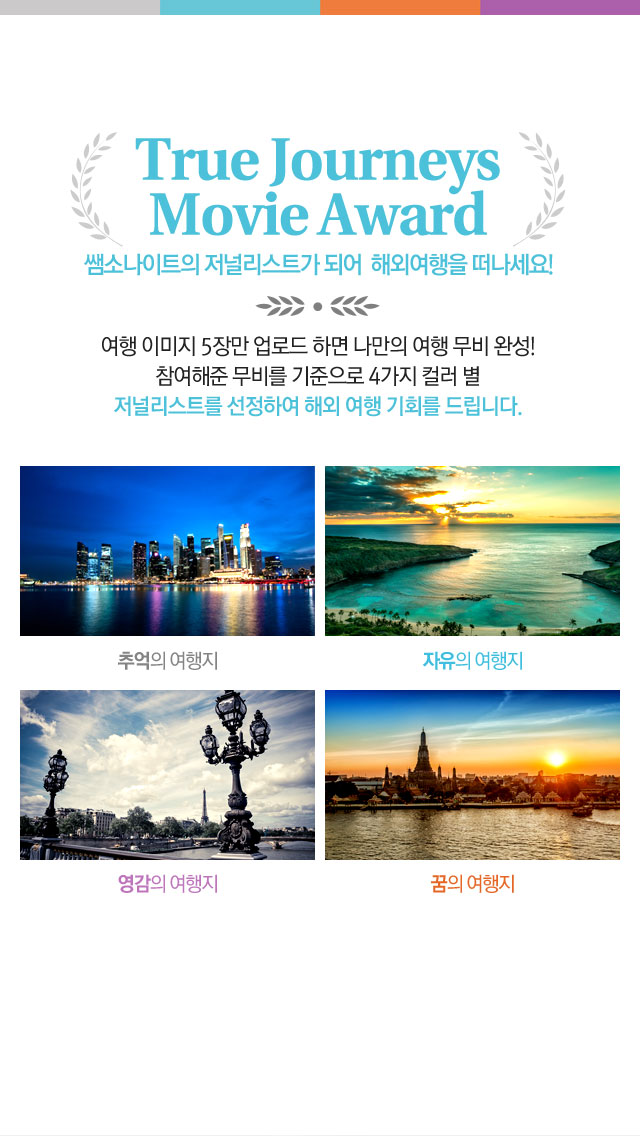 True Journeys
Movie Award
쌤소나이트의 저널리스트가 되어 해외여행을 떠나세요!
여행 이미지 5장만 업로드 하면 나만의 여행 무비 완성!
참여해준 무비를 기준으로 4가지 컬러 별
저널리스트를 선정하여 해외 여행 기회를 드립니다.
추억의 여행지
자유의 여행지
영감의 여행지
꿈의 여행지